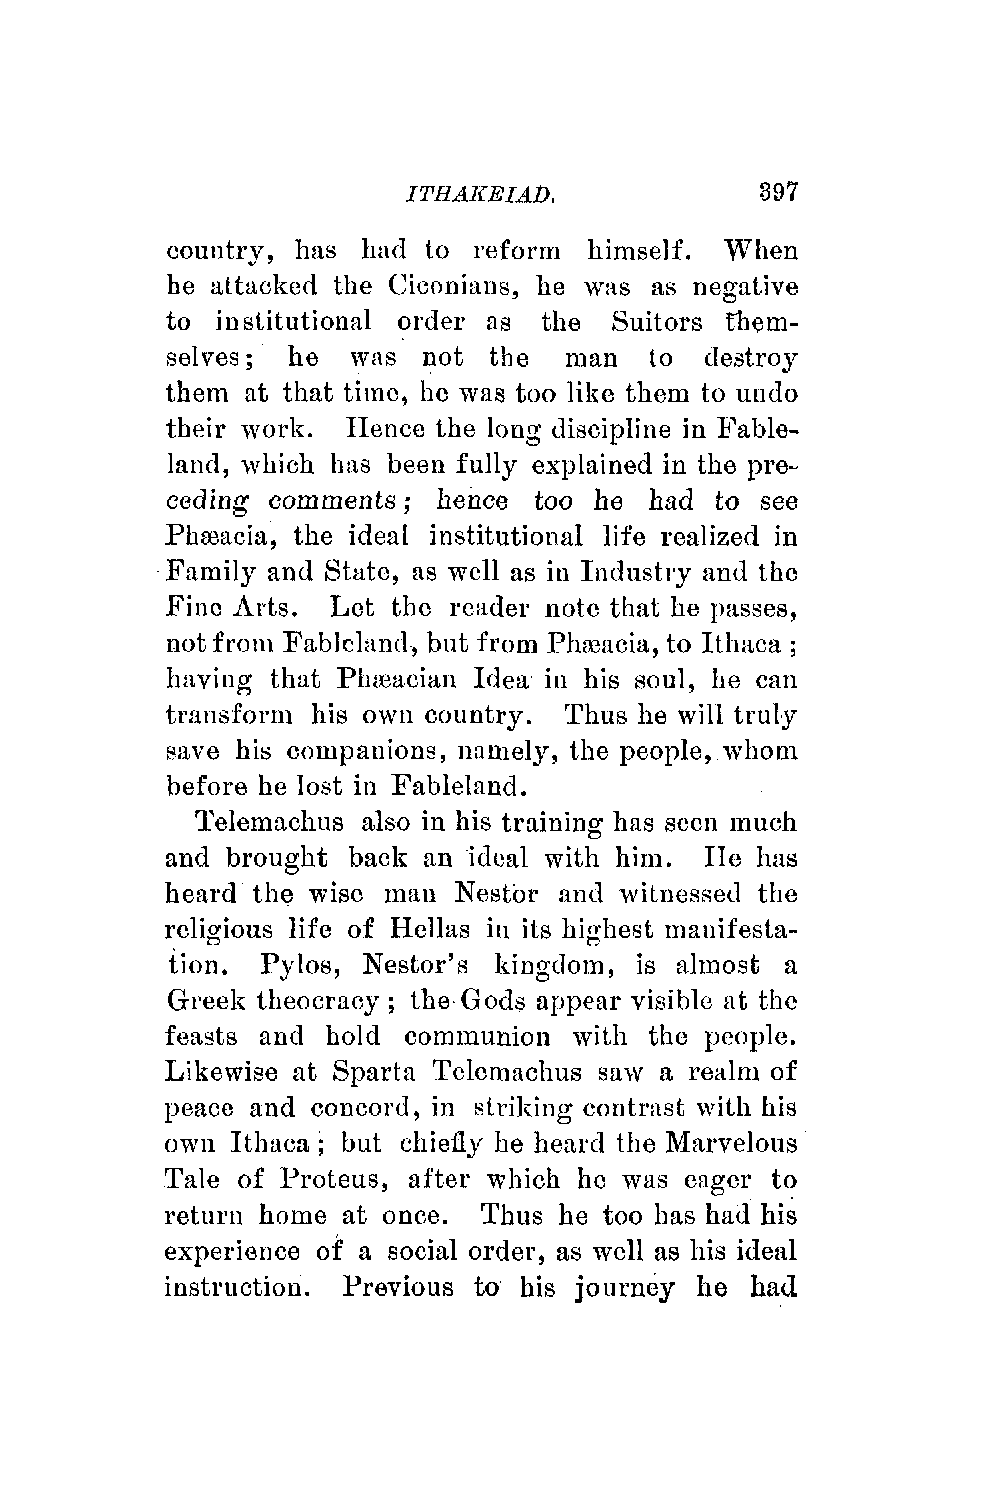 ITHAKEIAD. 397
country, has had to reform himself. When
he attacked the Ciconians, he was as negative
to institutional order as the Suitors them-
selves; he was not the man to destroy
them at that time, he was too like them to undo
their work. Hence the long discipline in Fable-
land, which has been fully explained in the pre-
ceding comments; hence too he had to see
Phæacia, the ideal institutional life realized in
Family and State, as well as in Industry and the
Fine Arts. Let the reader note that he passes,
not from Fableland, but from Phæacia, to Ithaca;
having that Phæacian Idea in his soul, he can
transform his own country. Thus he will truly
save his companions, namely, the people, whom
before he lost in Fableland.
Telemachus also in his training has seen much
and brought back an ideal with him. He has
heard the wise man Nestor and witnessed the
religious life of Hellas in its highest manifesta-
tion. Pylos, Nestor's kingdom, is almost a
Greek theocracy; the Gods appear visible at the
feasts and hold communion with the people.
Likewise at Sparta Telemachus saw a realm of
peace and concord, in striking contrast with his
own Ithaca; but chiefly he heard the Marvelous
Tale of Proteus, after which he was eager to
return home at once. Thus he too has had his
experience of a social order, as well as his ideal
instruction. Previous to his journey he had